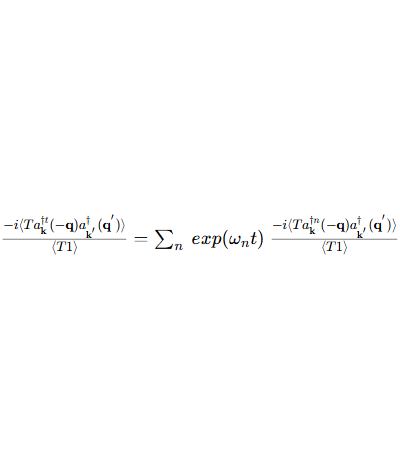 \frac{-i\langle Ta_{\mathbf{k}}^{\dagger t}(-\mathbf{q})a_{\mathbf{k}'}^{\dagger}(\mathbf{q}')\rangle}{\langle T1\rangle} = \sum_n exp(\omega_n t) \frac{-i\langle Ta_{\mathbf{k}}^{\dagger n}(-\mathbf{q})a_{\mathbf{k}'}^{\dagger}(\mathbf{q}')\rangle}{\langle T1\rangle}